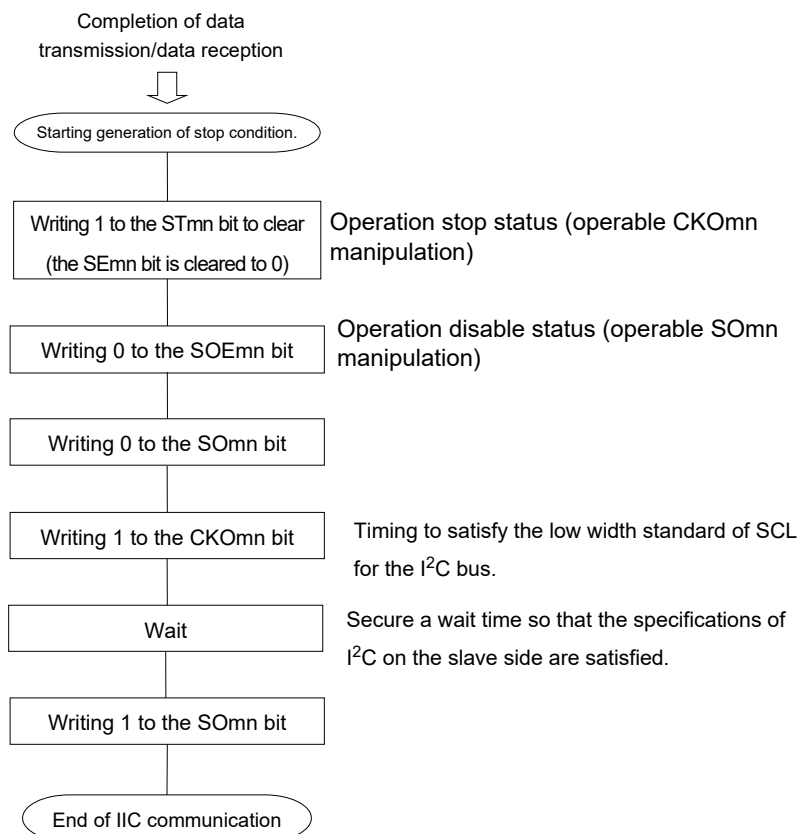 Completion of data
transmission/data reception
Starting generation of stop condition.
Writing 1 to the STmn bit to clear
(the SEmn bit is cleared to 0)
Operation stop status (operable CKOmn
manipulation)
Writing 0 to the SOEmn bit
Operation disable status (operable SOmn
manipulation)
Writing 0 to the SOmn bit
Writing 1 to the CKOmn bit
Timing to satisfy the low width standard of SCL
for the I²C bus.
Wait
Secure a wait time so that the specifications of
I²C on the slave side are satisfied.
Writing 1 to the SOmn bit
End of IIC communication